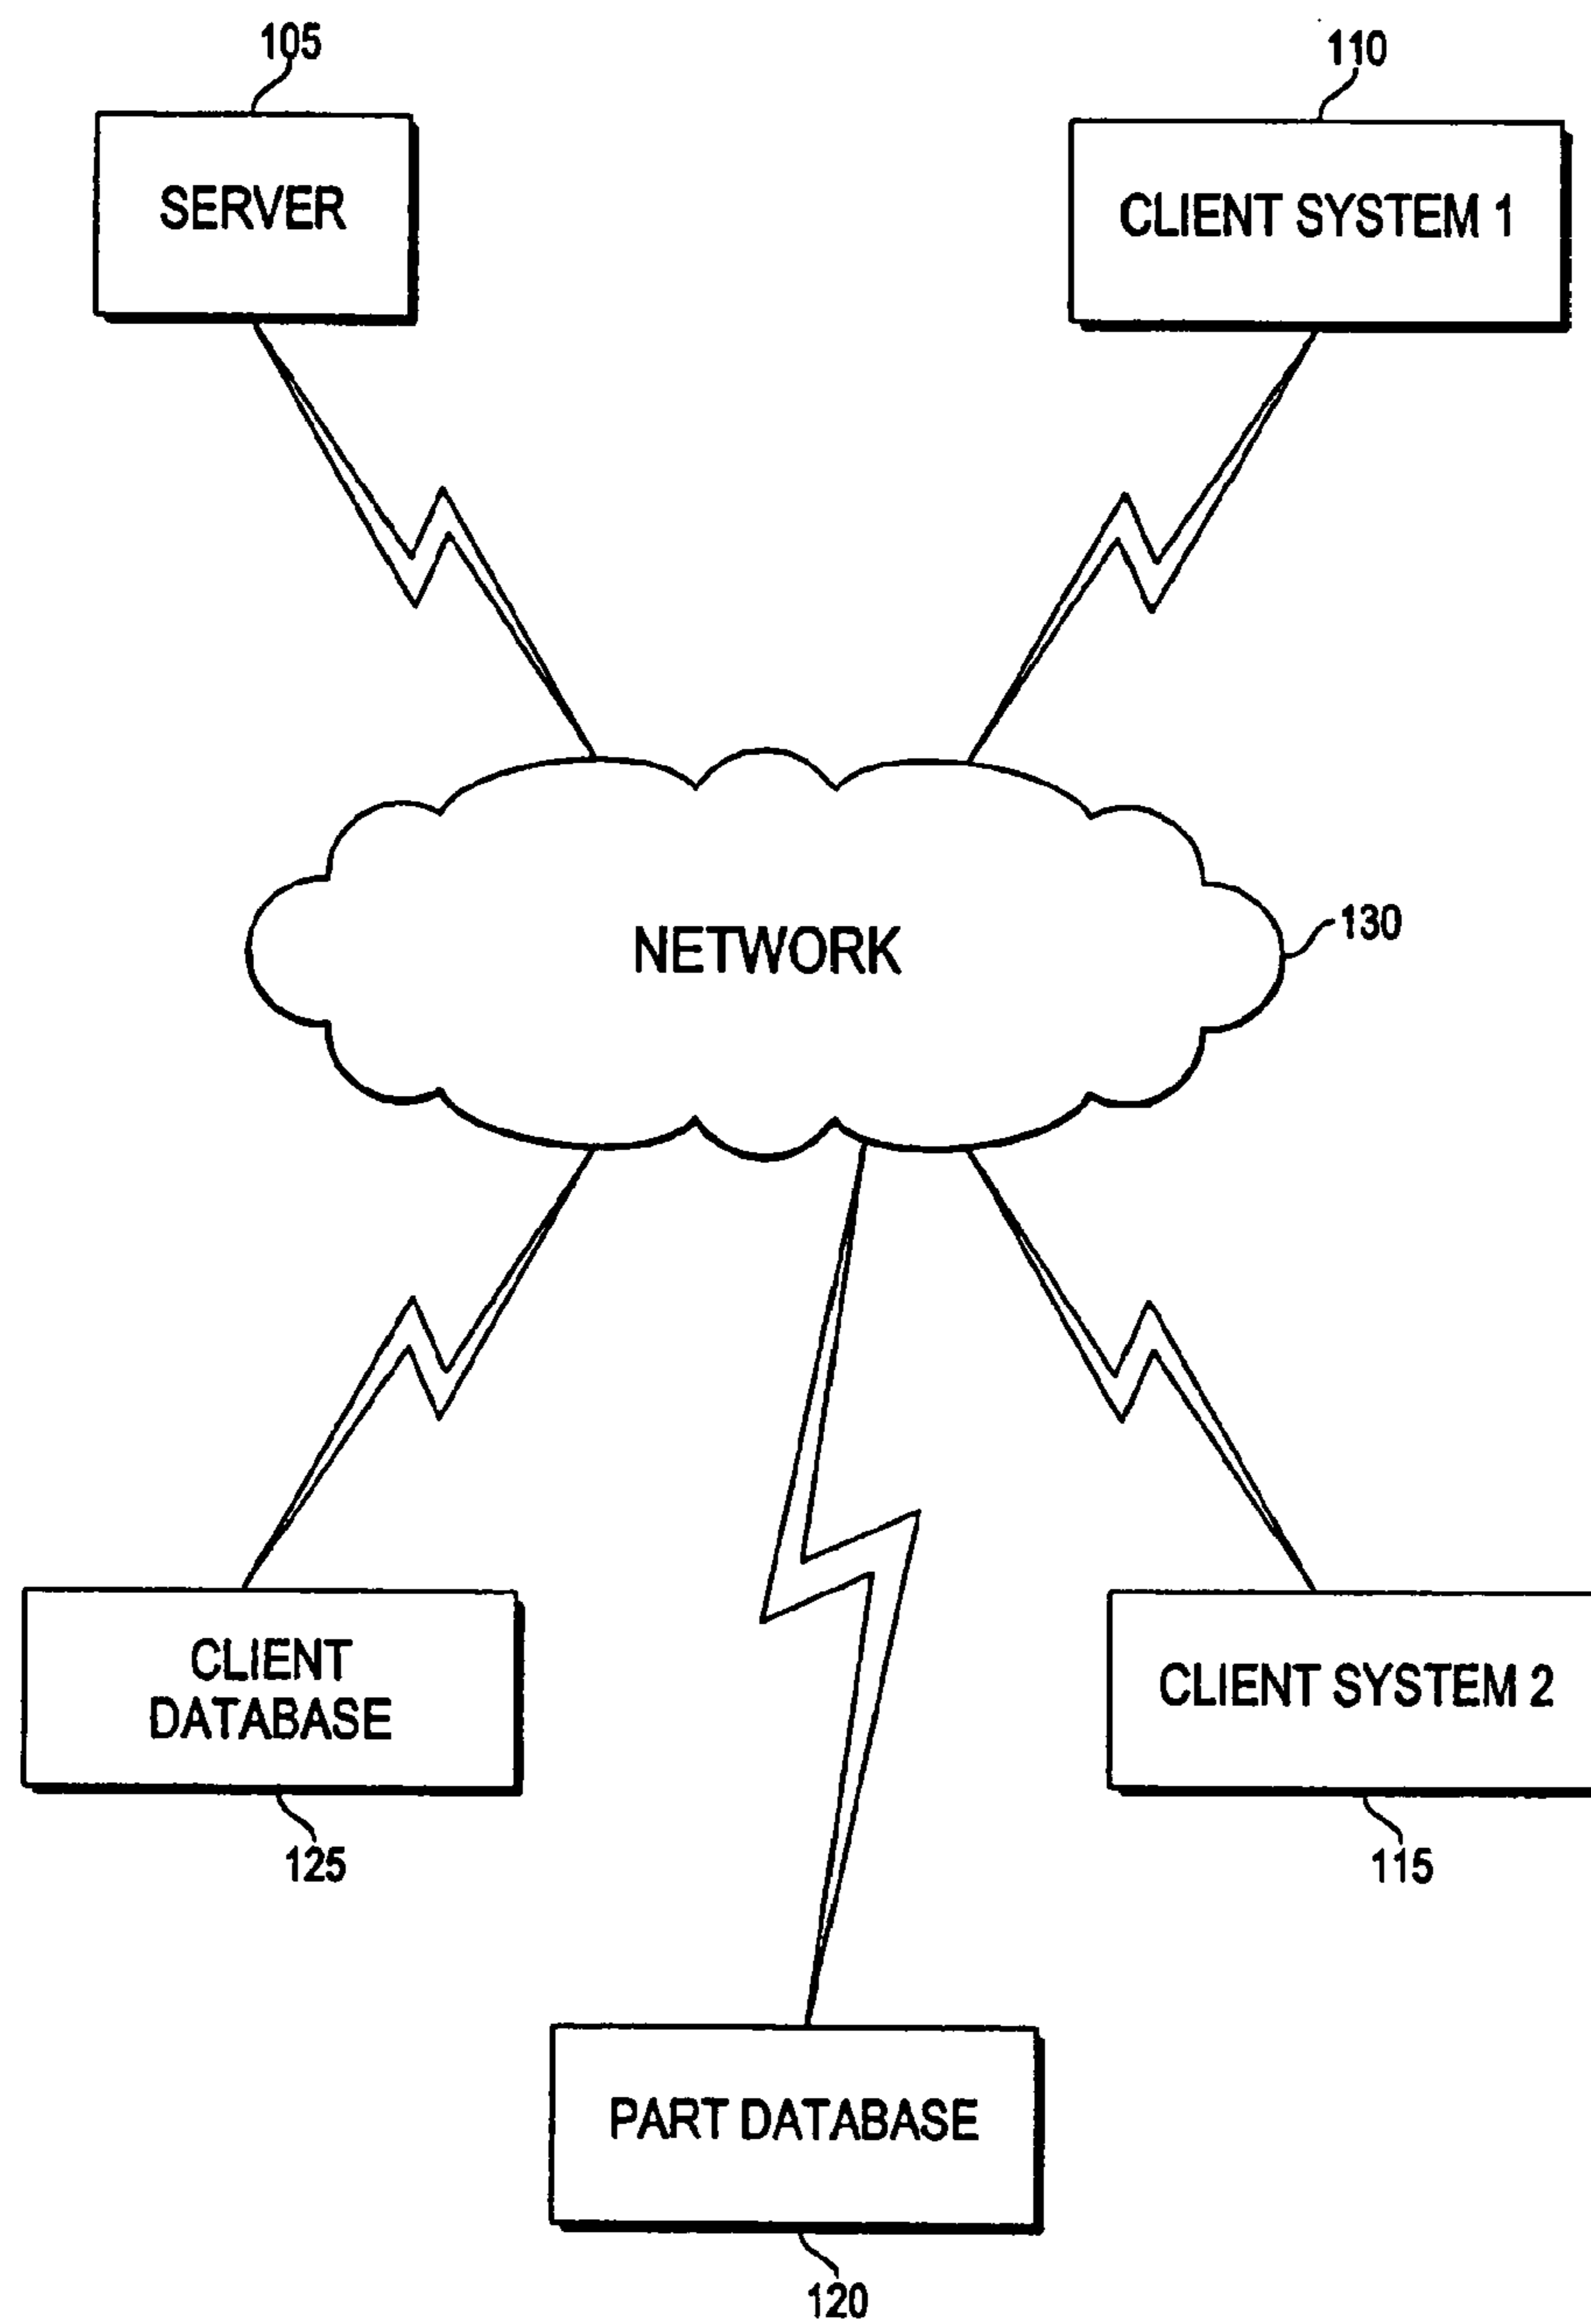 105
110
SERVER
CLIENT SYSTEM 1
NETWORK
130
CLIENT
DATABASE
CLIENT SYSTEM 2
125
115
PART DATABASE
120